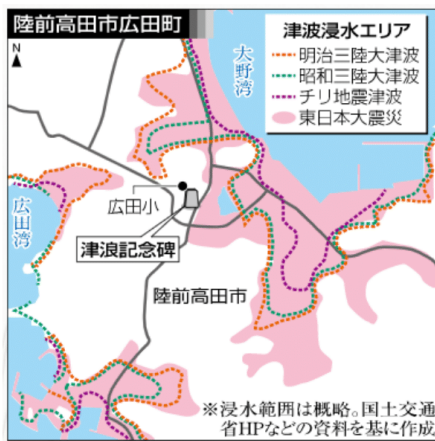 陸前高田市広田町
N
大野湾
津波浸水エリア
明治三陸大津波
昭和三陸大津波
チリ地震津波
東日本大震災
広田小
広田湾
津浪記念碑
陸前高田市
※浸水範囲は概略。国土交通
省HPなどの資料を基に作成